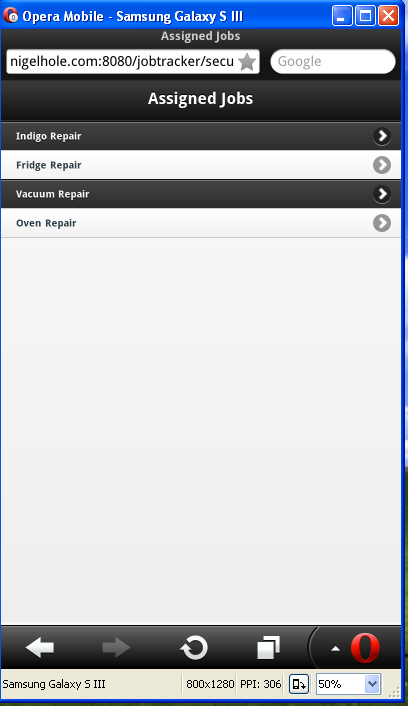 Opera Mobile - Samsung Galaxy S III
Assigned Jobs
nigelhole.com:8080/jobtracker/secu
Google
Assigned Jobs
Indigo Repair
Fridge Repair
Vacuum Repair
Oven Repair
Samsung Galaxy S III 800x1280 PPI: 306 50%